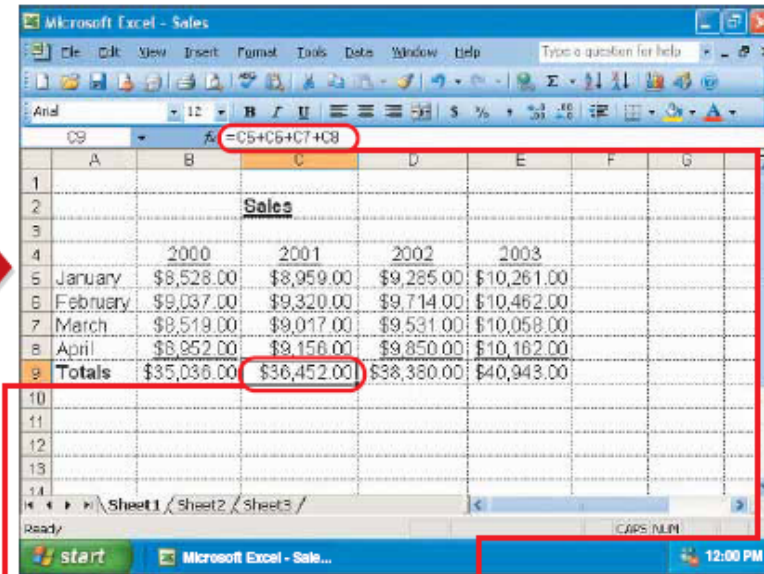 Microsoft Excel - Sales
File Edit View Insert Format Tools Data Window Help Type a question for help
Arial 12 B I U $ % ,
C9 fx =C5+C6+C7+C8
A B C D E F G
1
2 Sales
3
4 2000 2001 2002 2003
5 January $8,528.00 $8,959.00 $9,285.00 $10,261.00
6 February $9,037.00 $9,320.00 $9,714.00 $10,462.00
7 March $8,519.00 $9,017.00 $9,531.00 $10,058.00
8 April $8,952.00 $9,156.00 $9,850.00 $10,162.00
9 Totals $35,036.00 $36,452.00 $38,380.00 $40,943.00
10
11
12
13
14
Sheet1 / Sheet2 / Sheet3 /
Ready CAPS NUM
start Microsoft Excel - Sale... 12:00 PM